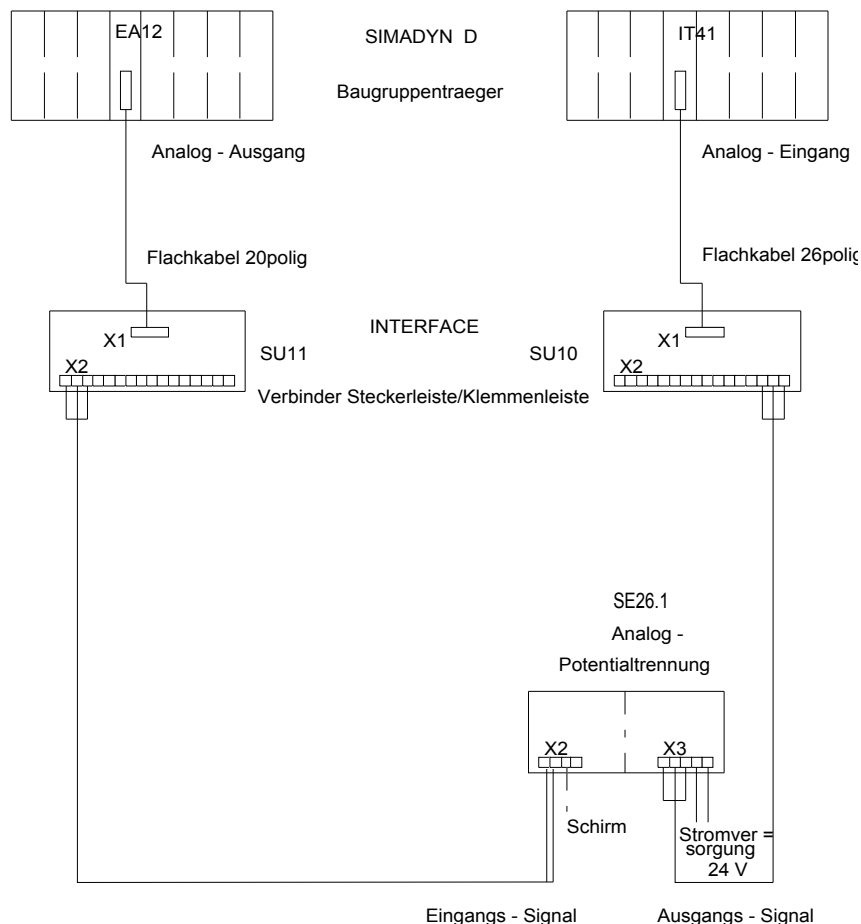 EA12
SIMADYN D
IT41
Baugruppentraeger
Analog - Ausgang
Analog - Eingang
Flachkabel 20polig
Flachkabel 26polig
INTERFACE
X1
X1
SU11
SU10
X2
X2
Verbinder Steckerleiste/Klemmenleiste
SE26.1
Analog -
Potentialtrennung
X2
X3
Schirm
Stromver =
sorgung
24 V
Eingangs - Signal
Ausgangs - Signal